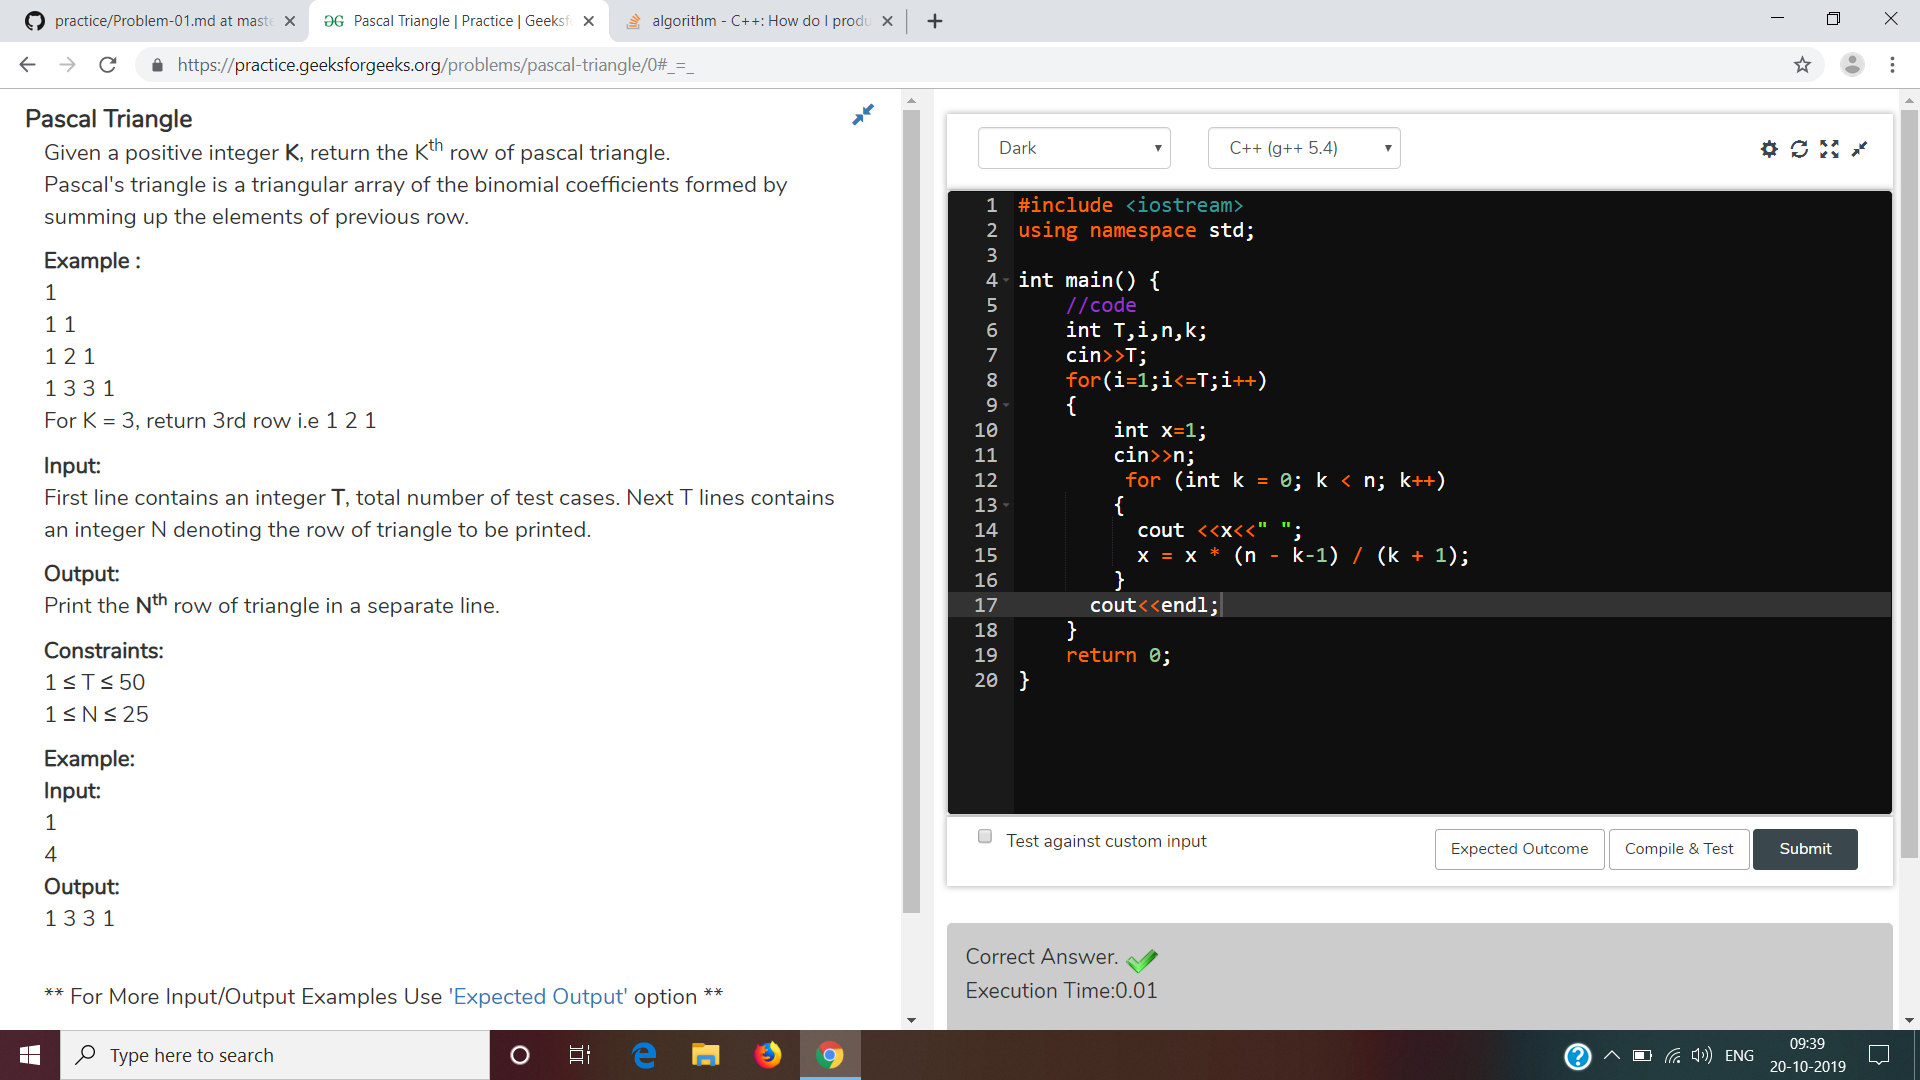 practice/Problem-01.md at maste
Pascal Triangle | Practice | Geeksf
algorithm - C++: How do I produ
https://practice.geeksforgeeks.org/problems/pascal-triangle/0#_=_
Pascal Triangle
Given a positive integer K, return the Kth row of pascal triangle.
Pascal's triangle is a triangular array of the binomial coefficients formed by
summing up the elements of previous row.
Example :
1
1 1
1 2 1
1 3 3 1
For K = 3, return 3rd row i.e 1 2 1
Input:
First line contains an integer T, total number of test cases. Next T lines contains
an integer N denoting the row of triangle to be printed.
Output:
Print the Nth row of triangle in a separate line.
Constraints:
1 ≤ T ≤ 50
1 ≤ N ≤ 25
Example:
Input:
1
4
Output:
1 3 3 1
** For More Input/Output Examples Use 'Expected Output' option **
Dark
C++ (g++ 5.4)
1 #include <iostream>
2 using namespace std;
3
4 int main() {
5 //code
6 int T,i,n,k;
7 cin>>T;
8 for(i=1;i<=T;i++)
9 {
10 int x=1;
11 cin>>n;
12 for (int k = 0; k < n; k++)
13 {
14 cout <<x<<" ";
15 x = x * (n - k-1) / (k + 1);
16 }
17 cout<<endl;
18 }
19 return 0;
20 }
Test against custom input
Expected Outcome
Compile & Test
Submit
Correct Answer.
Execution Time:0.01
Type here to search
ENG
09:39
20-10-2019